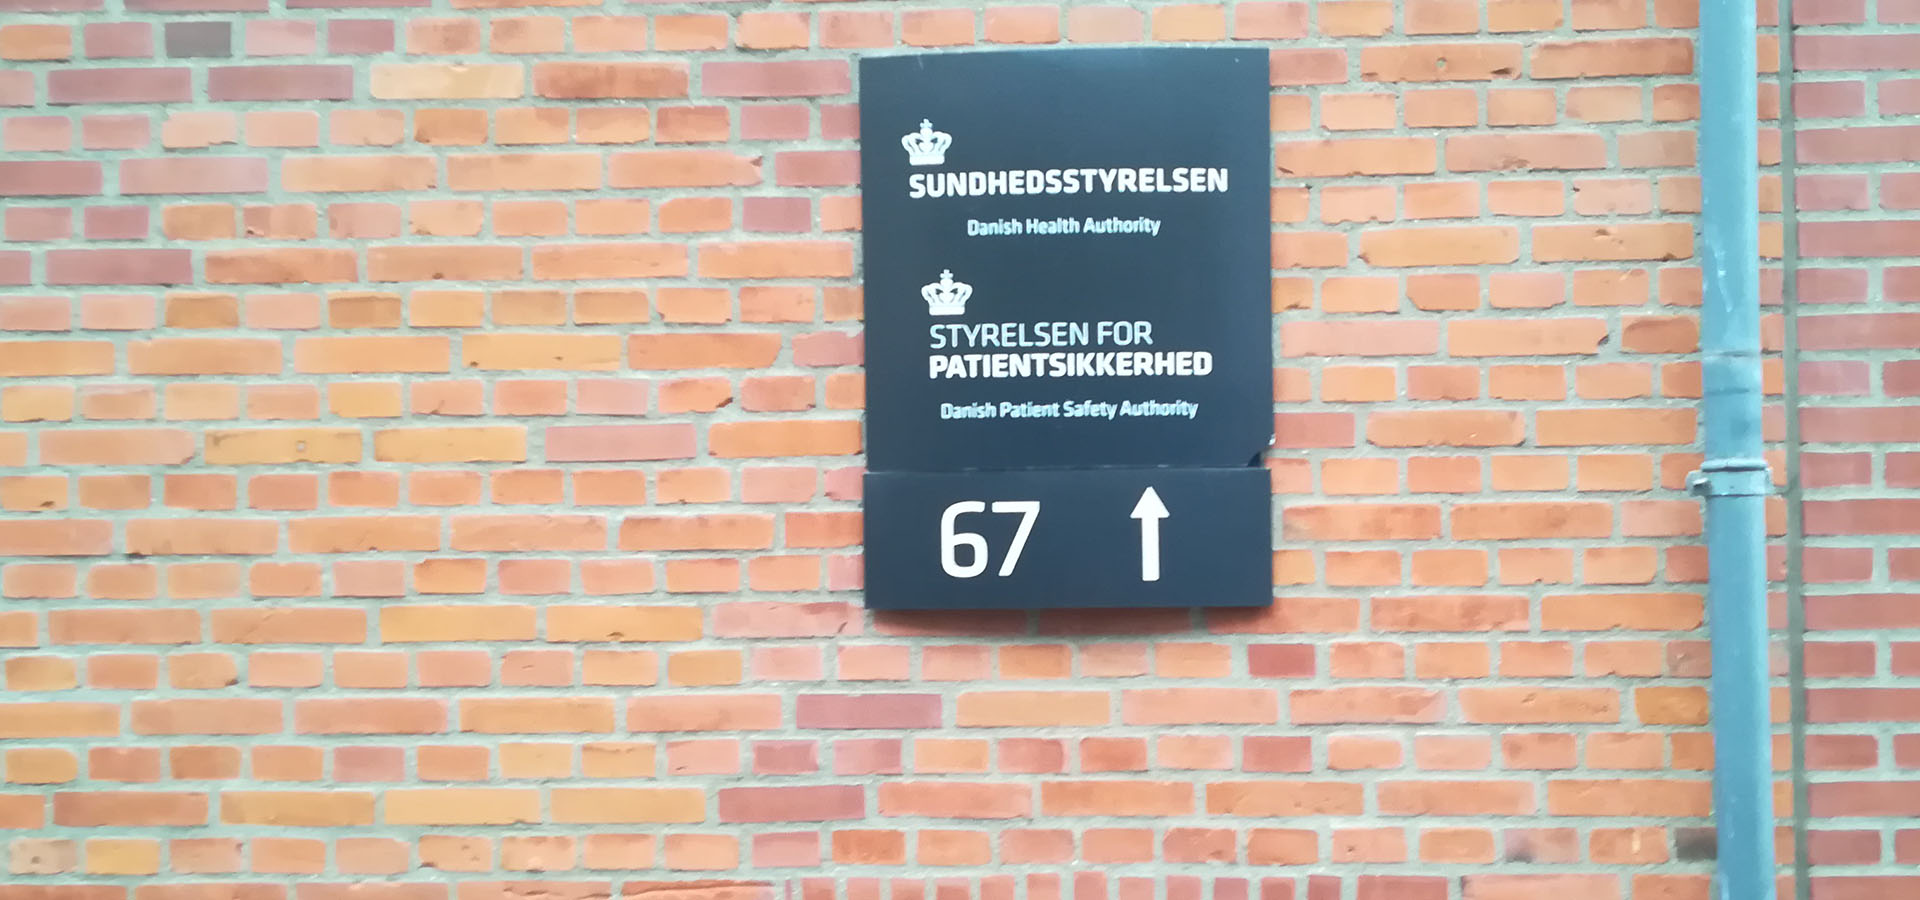 SUNDHEDSSTYRELSEN
Danish Health Authority
STYRELSEN FOR
PATIENTSIKKERHED
Danish Patient Safety Authority
67